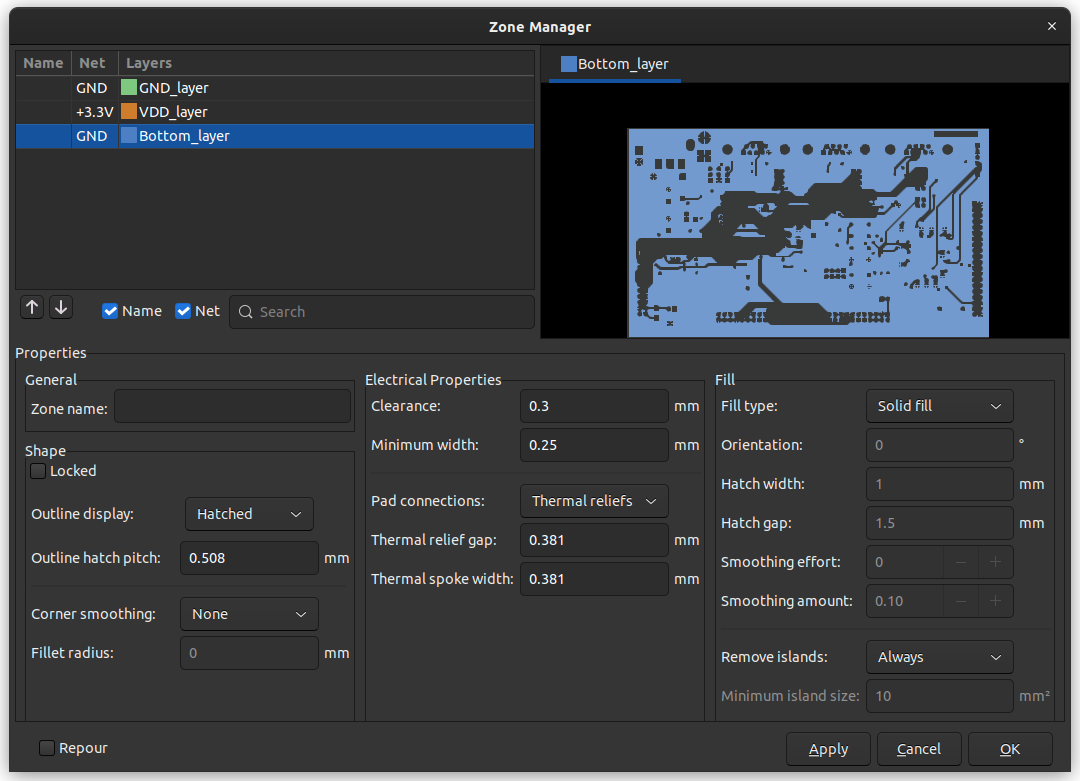 Zone Manager
Name Net Layers
GND GND_layer
+3.3V VDD_layer
GND Bottom_layer
Bottom_layer
Name Net Search
Properties
General
Zone name:
Shape
Locked
Outline display: Hatched
Outline hatch pitch: 0.508 mm
Corner smoothing: None
Fillet radius: 0 mm
Electrical Properties
Clearance: 0.3 mm
Minimum width: 0.25 mm
Pad connections: Thermal reliefs
Thermal relief gap: 0.381 mm
Thermal spoke width: 0.381 mm
Fill
Fill type: Solid fill
Orientation: 0 °
Hatch width: 1 mm
Hatch gap: 1.5 mm
Smoothing effort: 0
Smoothing amount: 0.10
Remove islands: Always
Minimum island size: 10 mm²
Repour
Apply Cancel OK